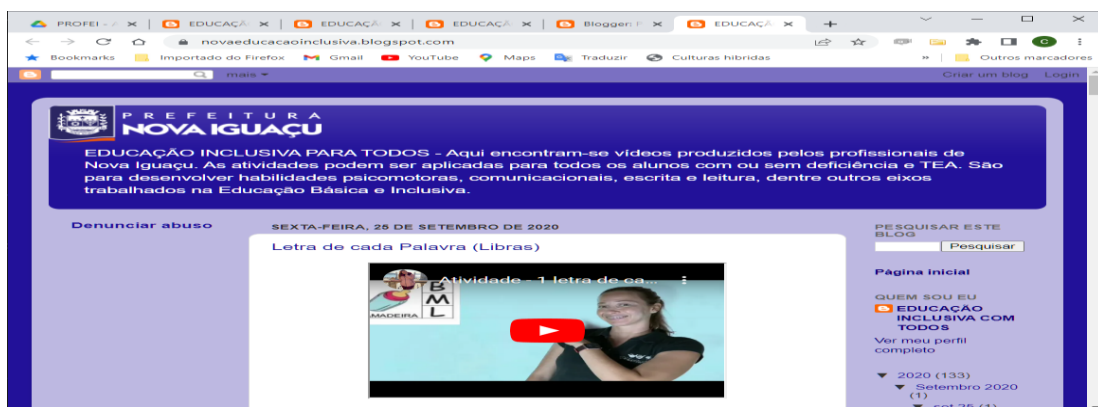 PROFEI
EDUCAÇÃ
EDUCAÇÃ
EDUCAÇÃ
Blogger:
EDUCAÇÃ
novaeducacaoinclusiva.blogspot.com
Bookmarks
Importado do Firefox
Gmail
YouTube
Maps
Traduzir
Culturas hibridas
Outros marcadores
mais
Criar um blog
Login
PREFEITURA
NOVA IGUAÇU
EDUCAÇÃO INCLUSIVA PARA TODOS - Aqui encontram-se vídeos produzidos pelos profissionais de
Nova Iguaçu. As atividades podem ser aplicadas para todos os alunos com ou sem deficiência e TEA. São
para desenvolver habilidades psicomotoras, comunicacionais, escrita e leitura, dentre outros eixos
trabalhados na Educação Básica e Inclusiva.
Denunciar abuso
SEXTA-FEIRA, 25 DE SETEMBRO DE 2020
Letra de cada Palavra (Libras)
Atividade - 1 letra de ca...
B
M
L
AMADEIRA
PESQUISAR ESTE
BLOG
Pesquisar
Página inicial
QUEM SOU EU
EDUCAÇÃO
INCLUSIVA COM
TODOS
Ver meu perfil
completo
2020 (133)
Setembro 2020
(1)
set 25 (1)